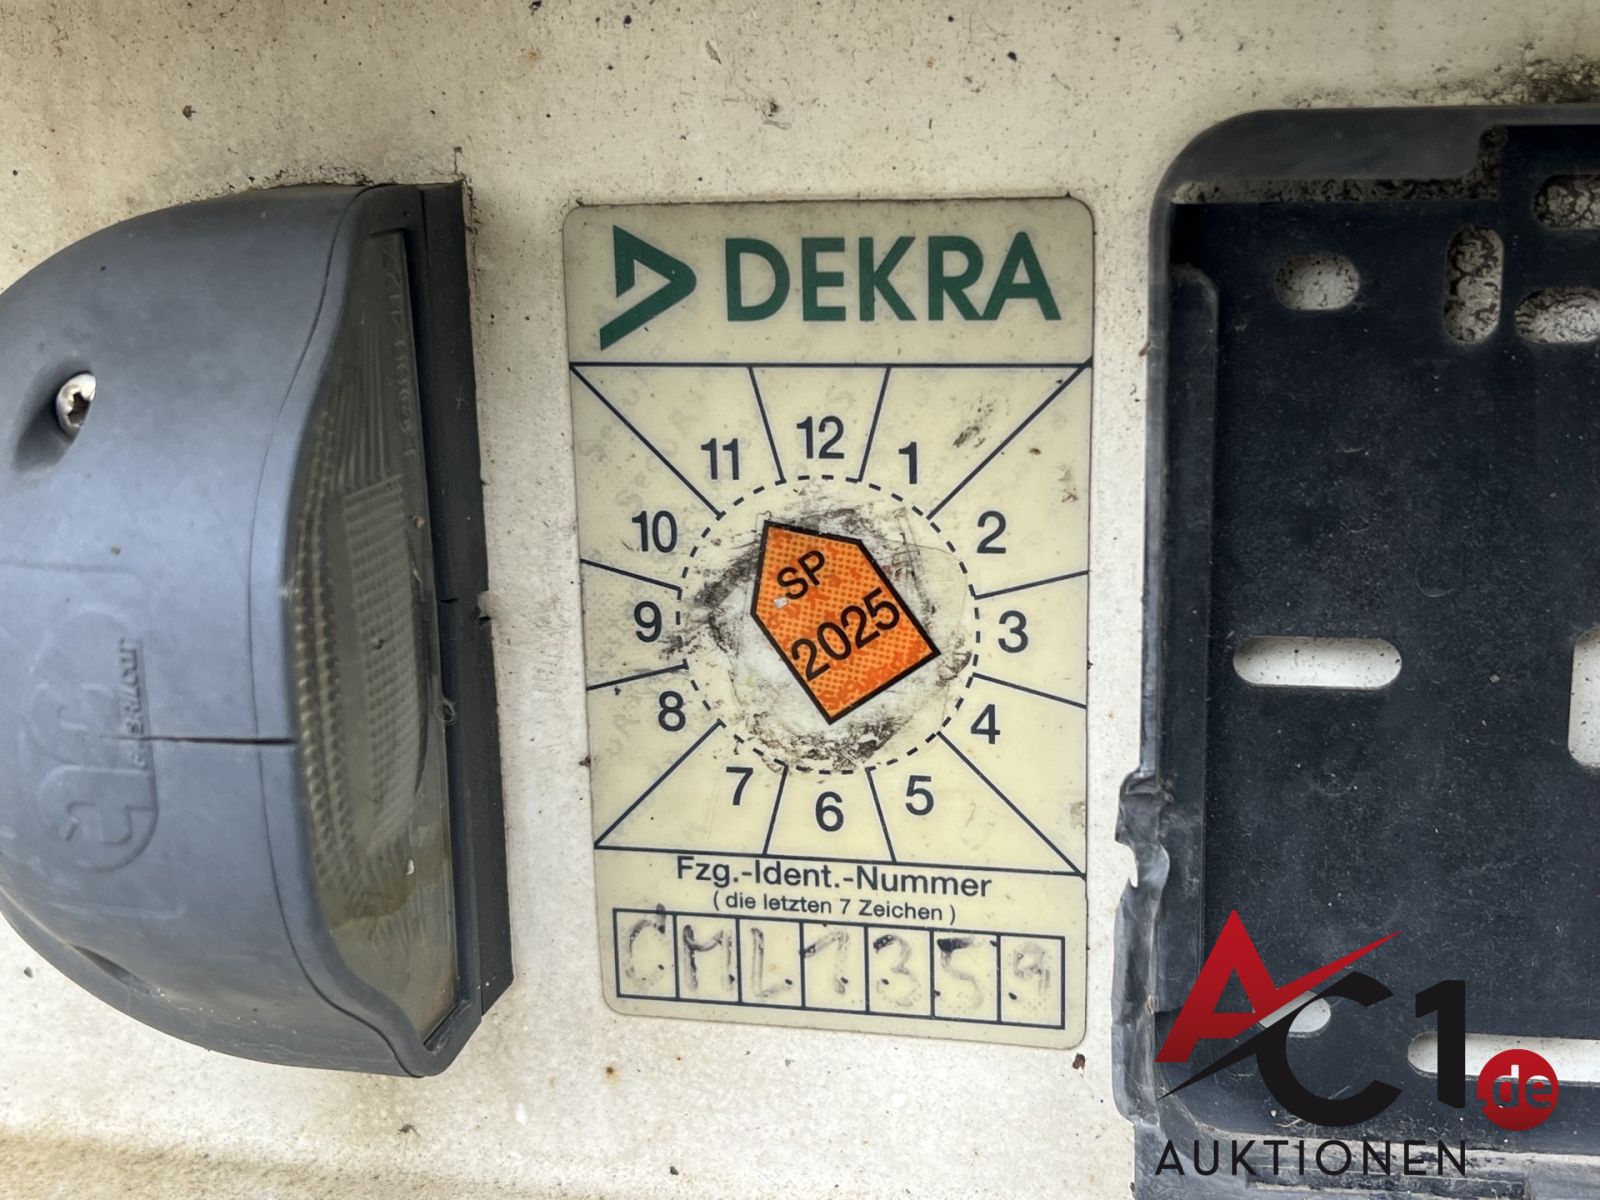 DEKRA
11 12 1
10 2
9 3
8 4
7 6 5
SP
2025
Fzg.-Ident.-Nummer
(die letzten 7 Zeichen)
CML1359
AC1.de
AUKTIONEN